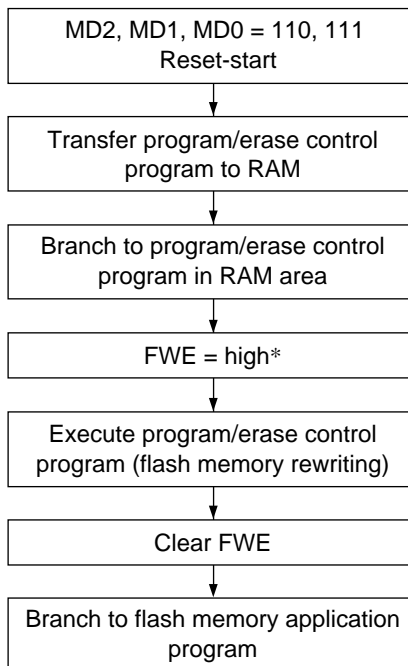 MD2, MD1, MD0 = 110, 111
Reset-start
Transfer program/erase control
program to RAM
Branch to program/erase control
program in RAM area
FWE = high*
Execute program/erase control
program (flash memory rewriting)
Clear FWE
Branch to flash memory application
program